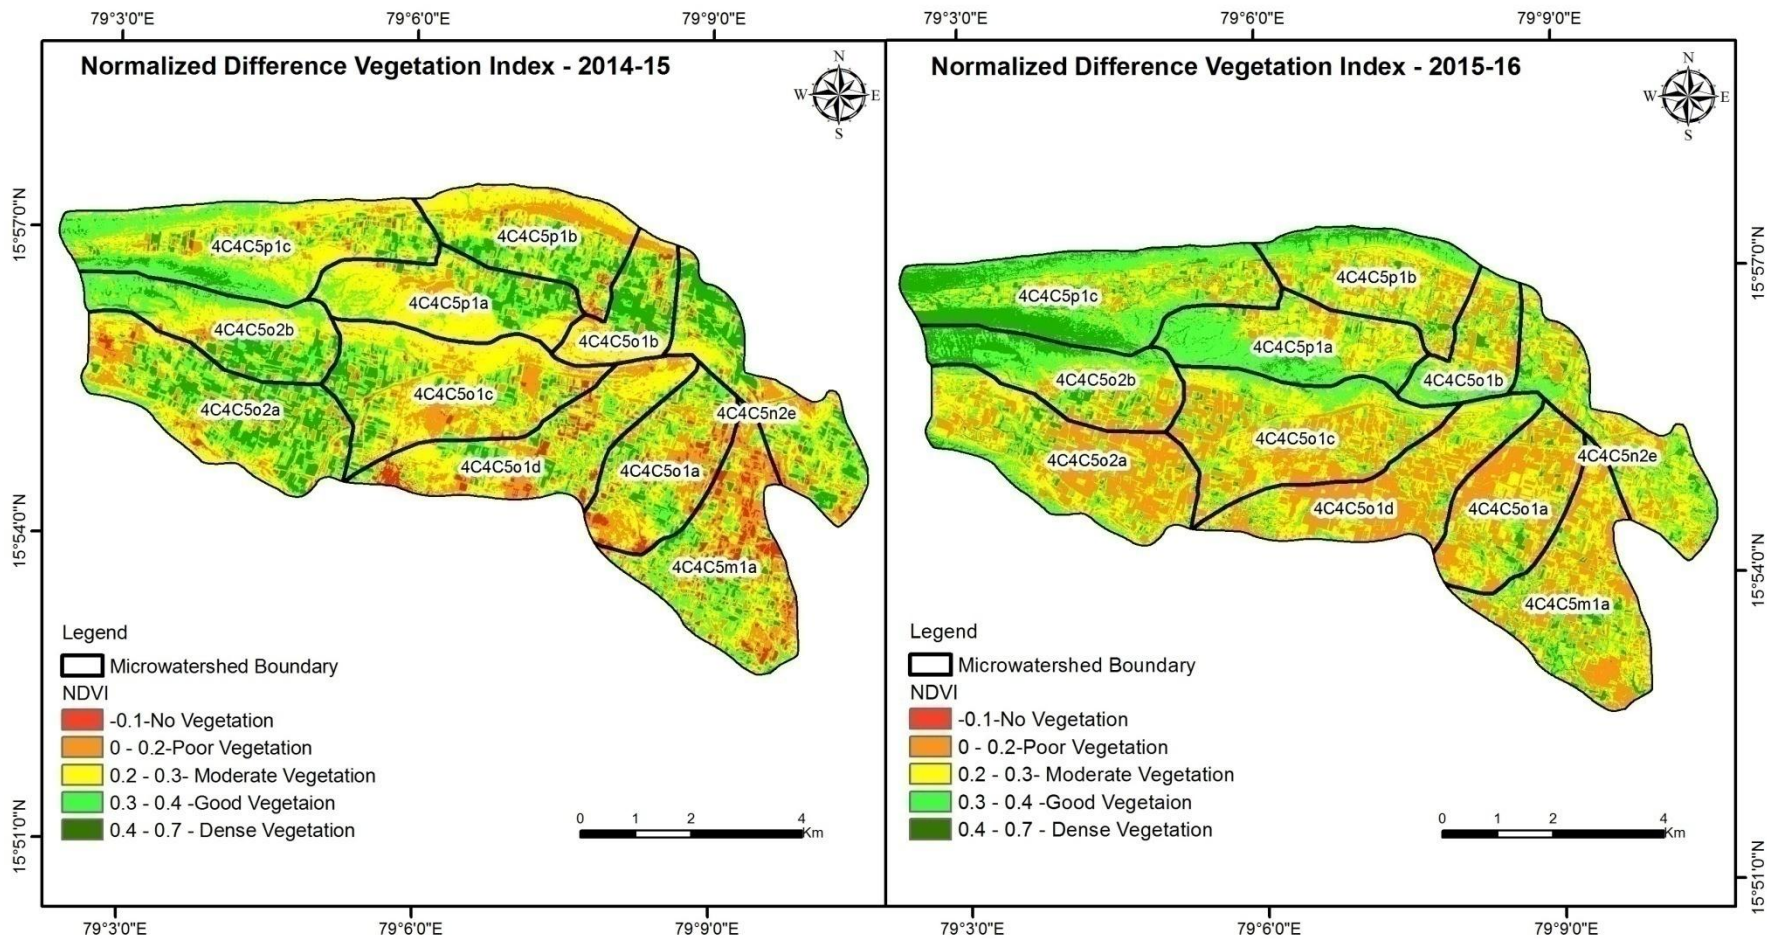 79°3'0"E 79°6'0"E 79°9'0"E
79°3'0"E 79°6'0"E 79°9'0"E
Normalized Difference Vegetation Index - 2014-15
N
W E
S
15°57'0"N
15°54'0"N
15°51'0"N
4C4C5p1c
4C4C5p1b
4C4C5p1a
4C4C5o2b
4C4C5o1b
4C4C5o1c
4C4C5o2a
4C4C5n2e
4C4C5o1d
4C4C5o1a
4C4C5m1a
Legend
Microwatershed Boundary
NDVI
-0.1-No Vegetation
0 - 0.2-Poor Vegetation
0.2 - 0.3- Moderate Vegetation
0.3 - 0.4 -Good Vegetaion
0.4 - 0.7 - Dense Vegetation
0 1 2 4
Km
Normalized Difference Vegetation Index - 2015-16
N
W E
S
15°57'0"N
15°54'0"N
15°51'0"N
4C4C5p1b
4C4C5p1c
4C4C5p1a
4C4C5o2b
4C4C5o1b
4C4C5o1c
4C4C5n2e
4C4C5o2a
4C4C5o1d
4C4C5o1a
4C4C5m1a
Legend
Microwatershed Boundary
NDVI
-0.1-No Vegetation
0 - 0.2-Poor Vegetation
0.2 - 0.3- Moderate Vegetation
0.3 - 0.4 -Good Vegetaion
0.4 - 0.7 - Dense Vegetation
0 1 2 4
Km
79°3'0"E 79°6'0"E 79°9'0"E
79°3'0"E 79°6'0"E 79°9'0"E